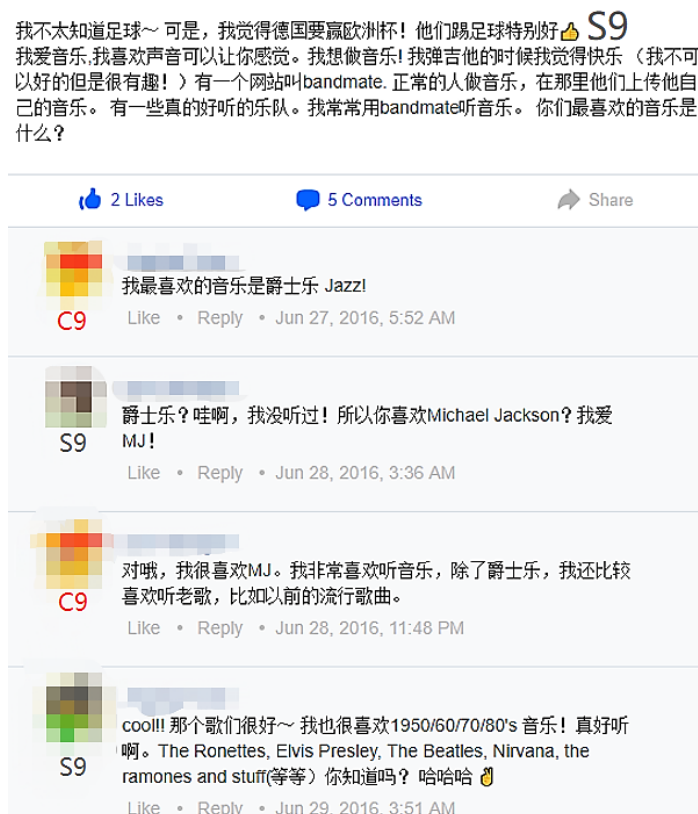 我不太知道足球～ 可是，我觉得德国要赢欧洲杯！他们踢足球特别好👍 S9
我爱音乐,我喜欢声音可以让你感觉。我想做音乐! 我弹吉他的时候我觉得快乐 （我不可
以好的但是很有趣！）有一个网站叫bandmate. 正常的人做音乐，在那里他们上传他自
己的音乐。 有一些真的好听的乐队。我常常用bandmate听音乐。 你们最喜欢的音乐是
什么？
2 Likes 5 Comments Share
我最喜欢的音乐是爵士乐 Jazz!
C9
Like • Reply • Jun 27, 2016, 5:52 AM
爵士乐？哇啊，我没听过！所以你喜欢Michael Jackson？我爱
S9 MJ！
Like • Reply • Jun 28, 2016, 3:36 AM
对哦，我很喜欢MJ。我非常喜欢听音乐，除了爵士乐，我还比较
C9 喜欢听老歌，比如以前的流行歌曲。
Like • Reply • Jun 28, 2016, 11:48 PM
cool!! 那个歌们很好～ 我也很喜欢1950/60/70/80's 音乐！真好听
啊。The Ronettes, Elvis Presley, The Beatles, Nirvana, the
S9 ramones and stuff(等等）你知道吗？ 哈哈哈 ✌
Like • Reply • Jun 29, 2016, 3:51 AM